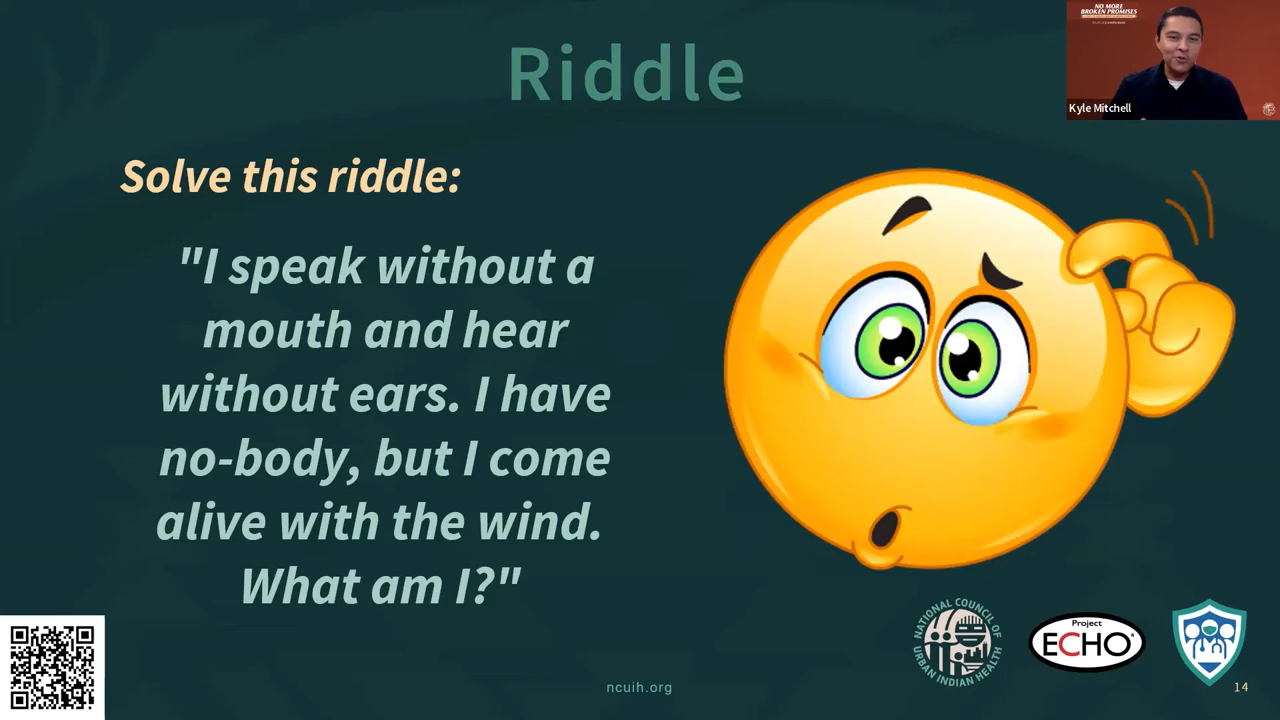 Riddle
NO MORE
BROKEN PROMISES
Kyle Mitchell
Solve this riddle:
"I speak without a
mouth and hear
without ears. I have
no-body, but I come
alive with the wind.
What am I?"
NATIONAL COUNCIL OF
URBAN INDIAN HEALTH
Project
ECHO
ncuih.org
14